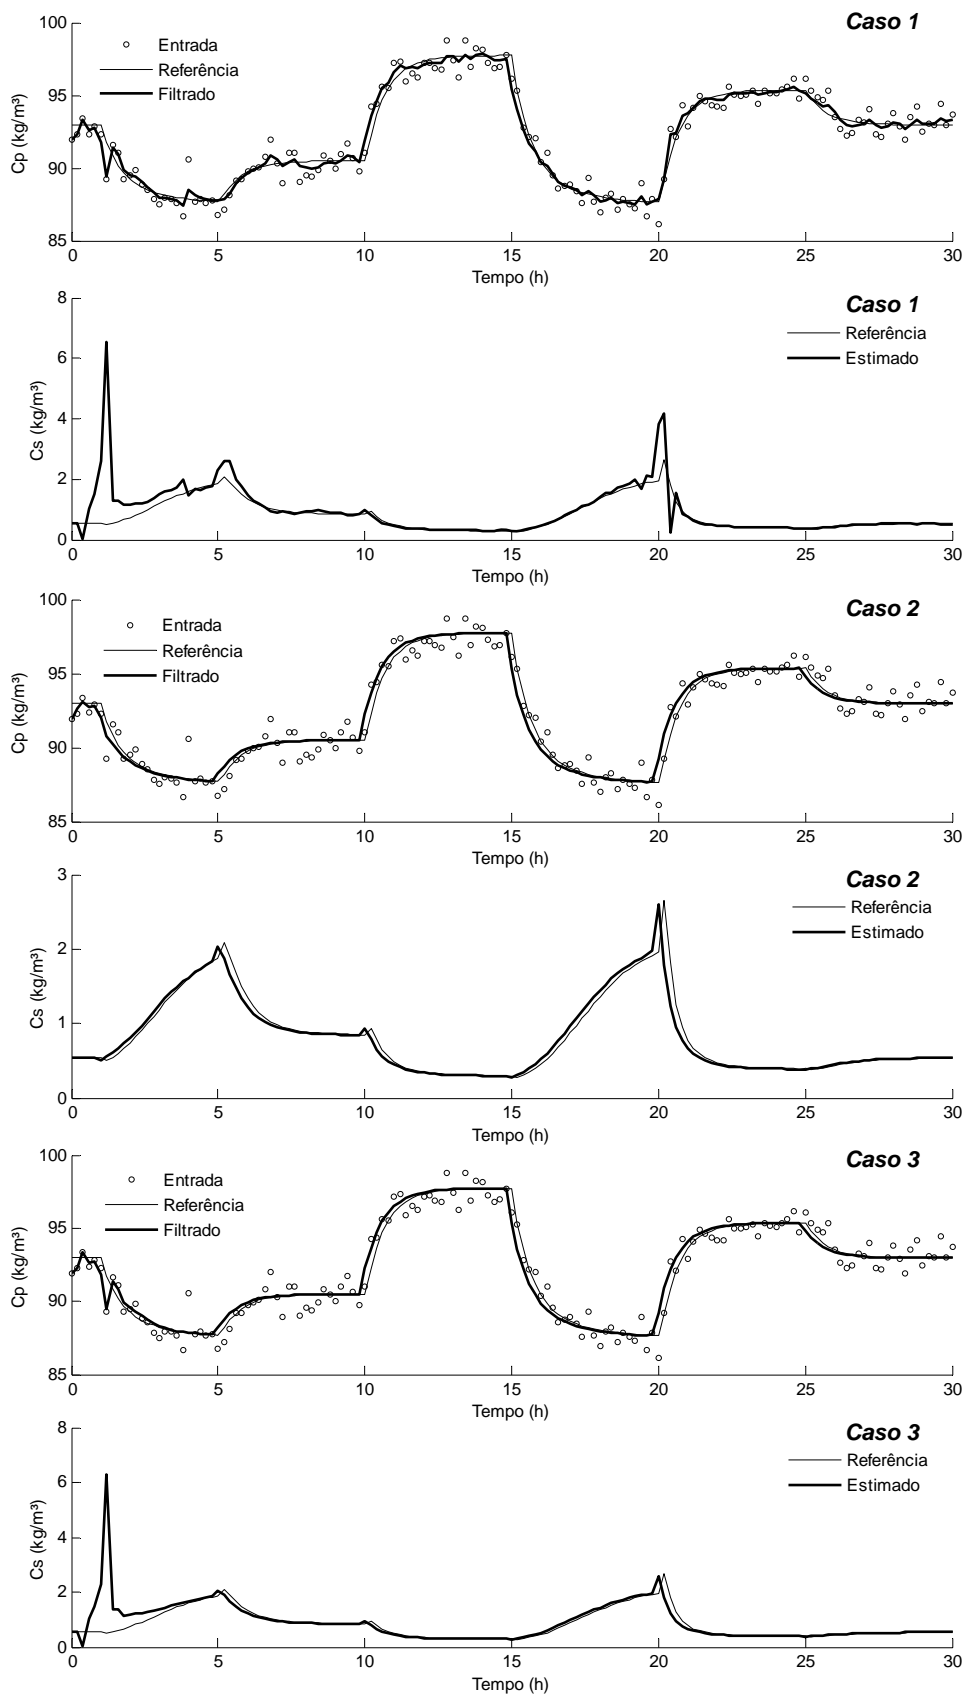 Caso 1
Cp (kg/m³)
100
95
90
85
Entrada
Referência
Filtrado
0 5 10 15 20 25 30
Tempo (h)
Caso 1
Cs (kg/m³)
8
6
4
2
0
Referência
Estimado
0 5 10 15 20 25 30
Tempo (h)
Caso 2
Cp (kg/m³)
100
95
90
85
Entrada
Referência
Filtrado
0 5 10 15 20 25 30
Tempo (h)
Caso 2
Cs (kg/m³)
3
2
1
0
Referência
Estimado
0 5 10 15 20 25 30
Tempo (h)
Caso 3
Cp (kg/m³)
100
95
90
85
Entrada
Referência
Filtrado
0 5 10 15 20 25 30
Tempo (h)
Caso 3
Cs (kg/m³)
8
6
4
2
0
Referência
Estimado
0 5 10 15 20 25 30
Tempo (h)